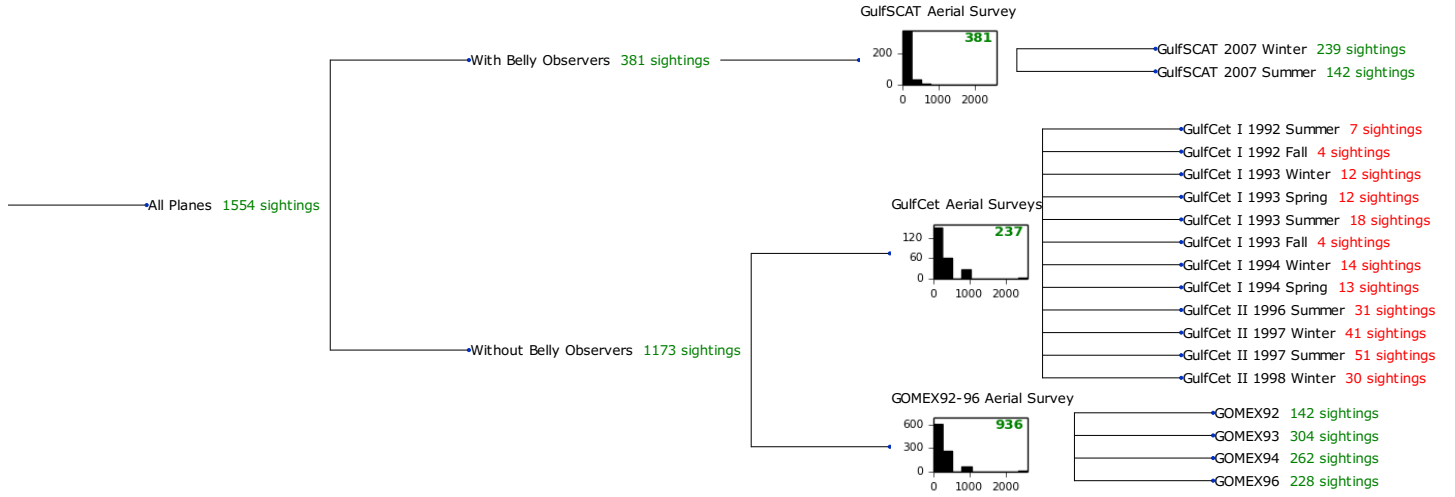 GulfSCAT Aerial Survey
381
200
0
0 1000 2000
With Belly Observers 381 sightings
GulfSCAT 2007 Winter 239 sightings
GulfSCAT 2007 Summer 142 sightings
All Planes 1554 sightings
GulfCet Aerial Surveys
237
120
60
0
0 1000 2000
GulfCet I 1992 Summer 7 sightings
GulfCet I 1992 Fall 4 sightings
GulfCet I 1993 Winter 12 sightings
GulfCet I 1993 Spring 12 sightings
GulfCet I 1993 Summer 18 sightings
GulfCet I 1993 Fall 4 sightings
GulfCet I 1994 Winter 14 sightings
GulfCet I 1994 Spring 13 sightings
GulfCet II 1996 Summer 31 sightings
GulfCet II 1997 Winter 41 sightings
GulfCet II 1997 Summer 51 sightings
GulfCet II 1998 Winter 30 sightings
Without Belly Observers 1173 sightings
GOMEX92-96 Aerial Survey
936
600
300
0
0 1000 2000
GOMEX92 142 sightings
GOMEX93 304 sightings
GOMEX94 262 sightings
GOMEX96 228 sightings